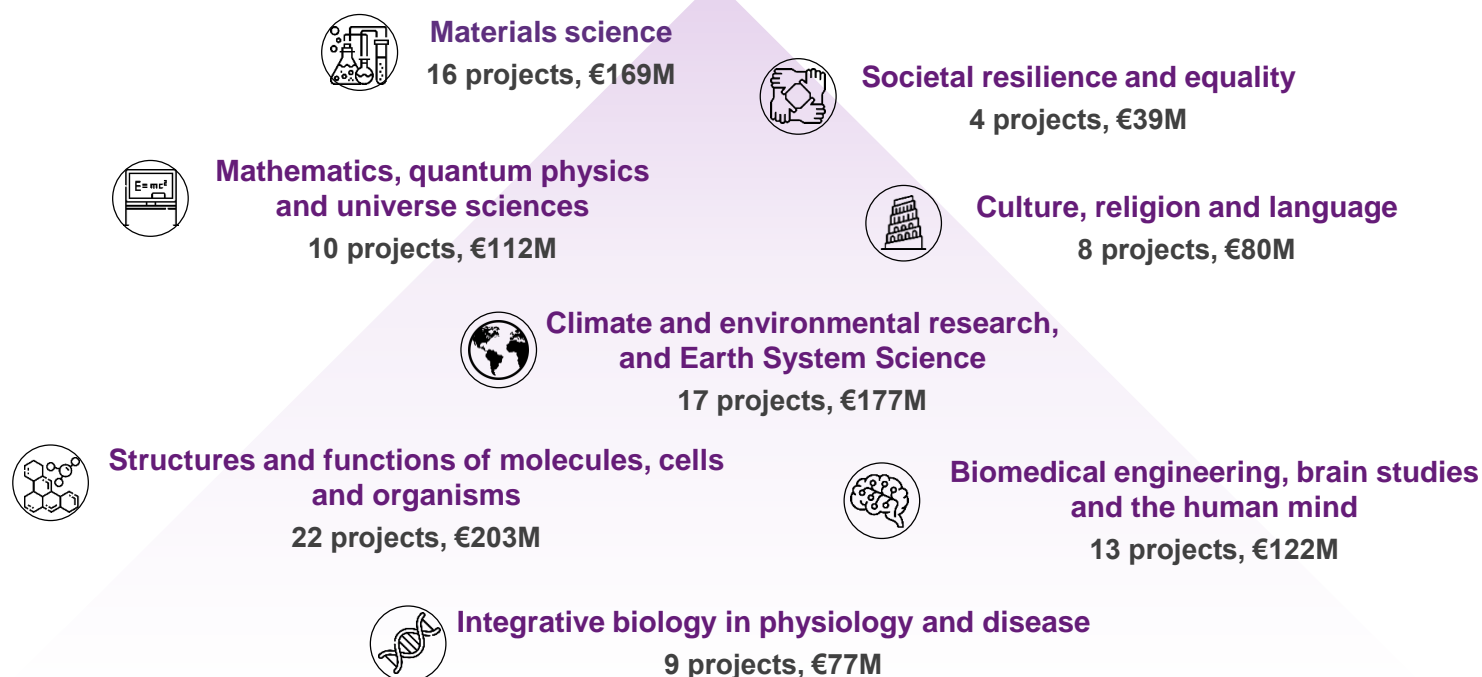 Materials science
16 projects, €169M
Societal resilience and equality
4 projects, €39M
Mathematics, quantum physics
and universe sciences
10 projects, €112M
E=mc²
Culture, religion and language
8 projects, €80M
Climate and environmental research,
and Earth System Science
17 projects, €177M
Structures and functions of molecules, cells
and organisms
22 projects, €203M
Biomedical engineering, brain studies
and the human mind
13 projects, €122M
Integrative biology in physiology and disease
9 projects, €77M